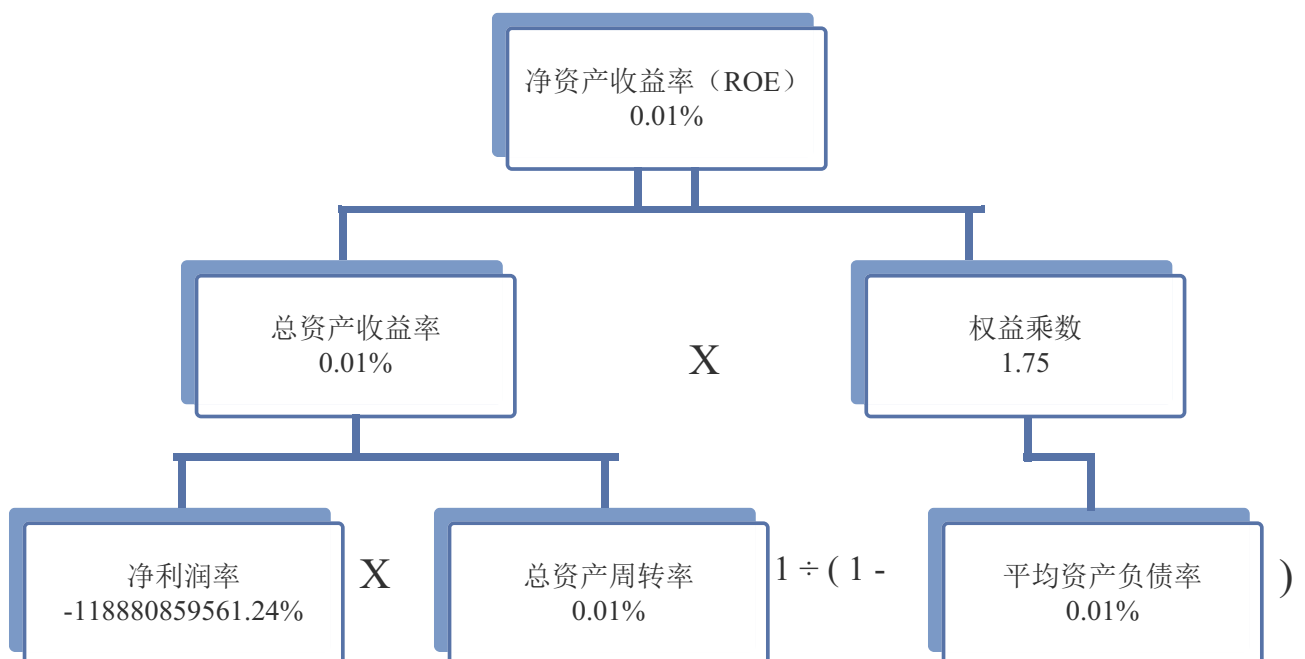 净资产收益率（ROE）
0.01%
总资产收益率
0.01%
X
权益乘数
1.75
净利润率
-118880859561.24%
X
总资产周转率
0.01%
1 ÷ ( 1 -
平均资产负债率
0.01%
)